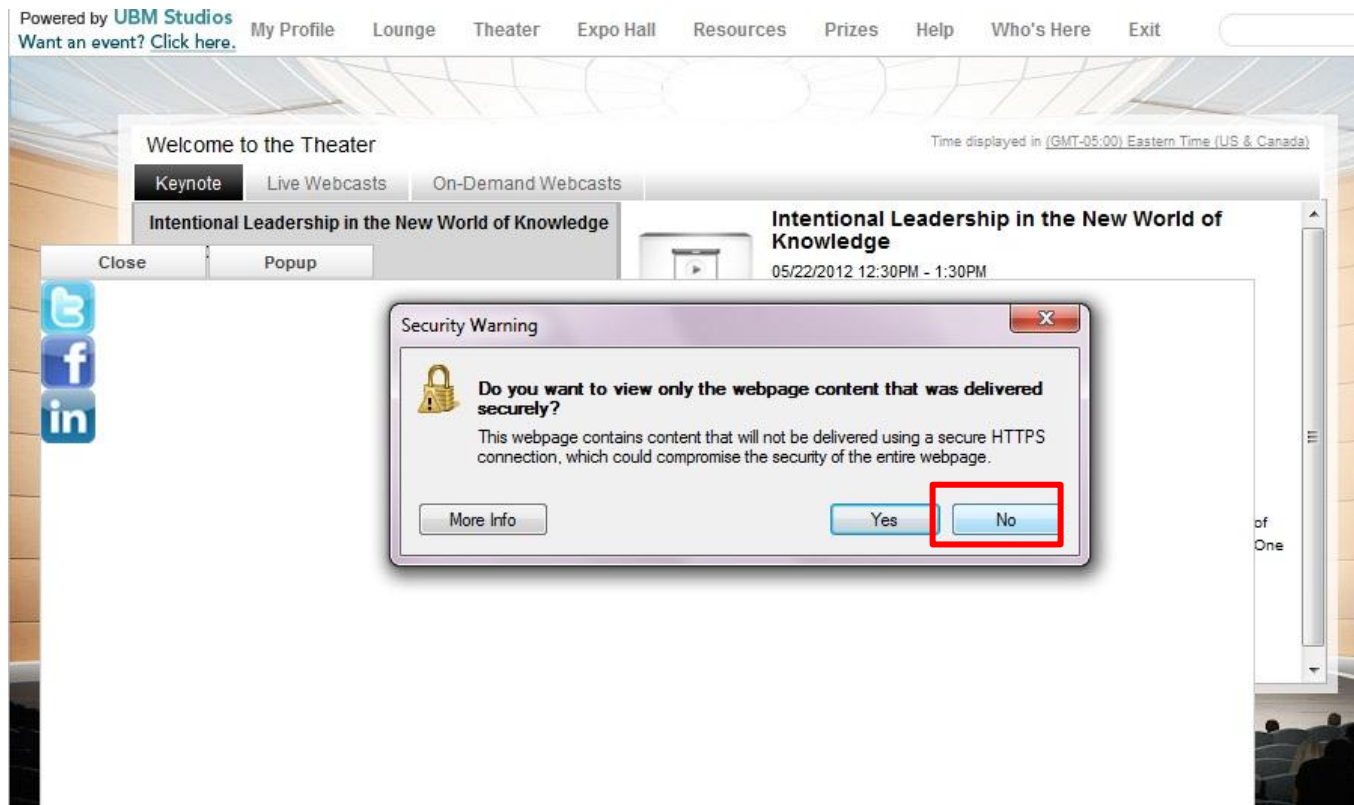 Powered by UBM Studios
Want an event? Click here.
My Profile Lounge Theater Expo Hall Resources Prizes Help Who's Here Exit
Welcome to the Theater
Time displayed in (GMT-05:00) Eastern Time (US & Canada)
Keynote Live Webcasts On-Demand Webcasts
Intentional Leadership in the New World of Knowledge
Intentional Leadership in the New World of
Knowledge
05/22/2012 12:30PM - 1:30PM
Close Popup
Security Warning
Do you want to view only the webpage content that was delivered
securely?
This webpage contains content that will not be delivered using a secure HTTPS
connection, which could compromise the security of the entire webpage.
More Info Yes No
of
One
f
in